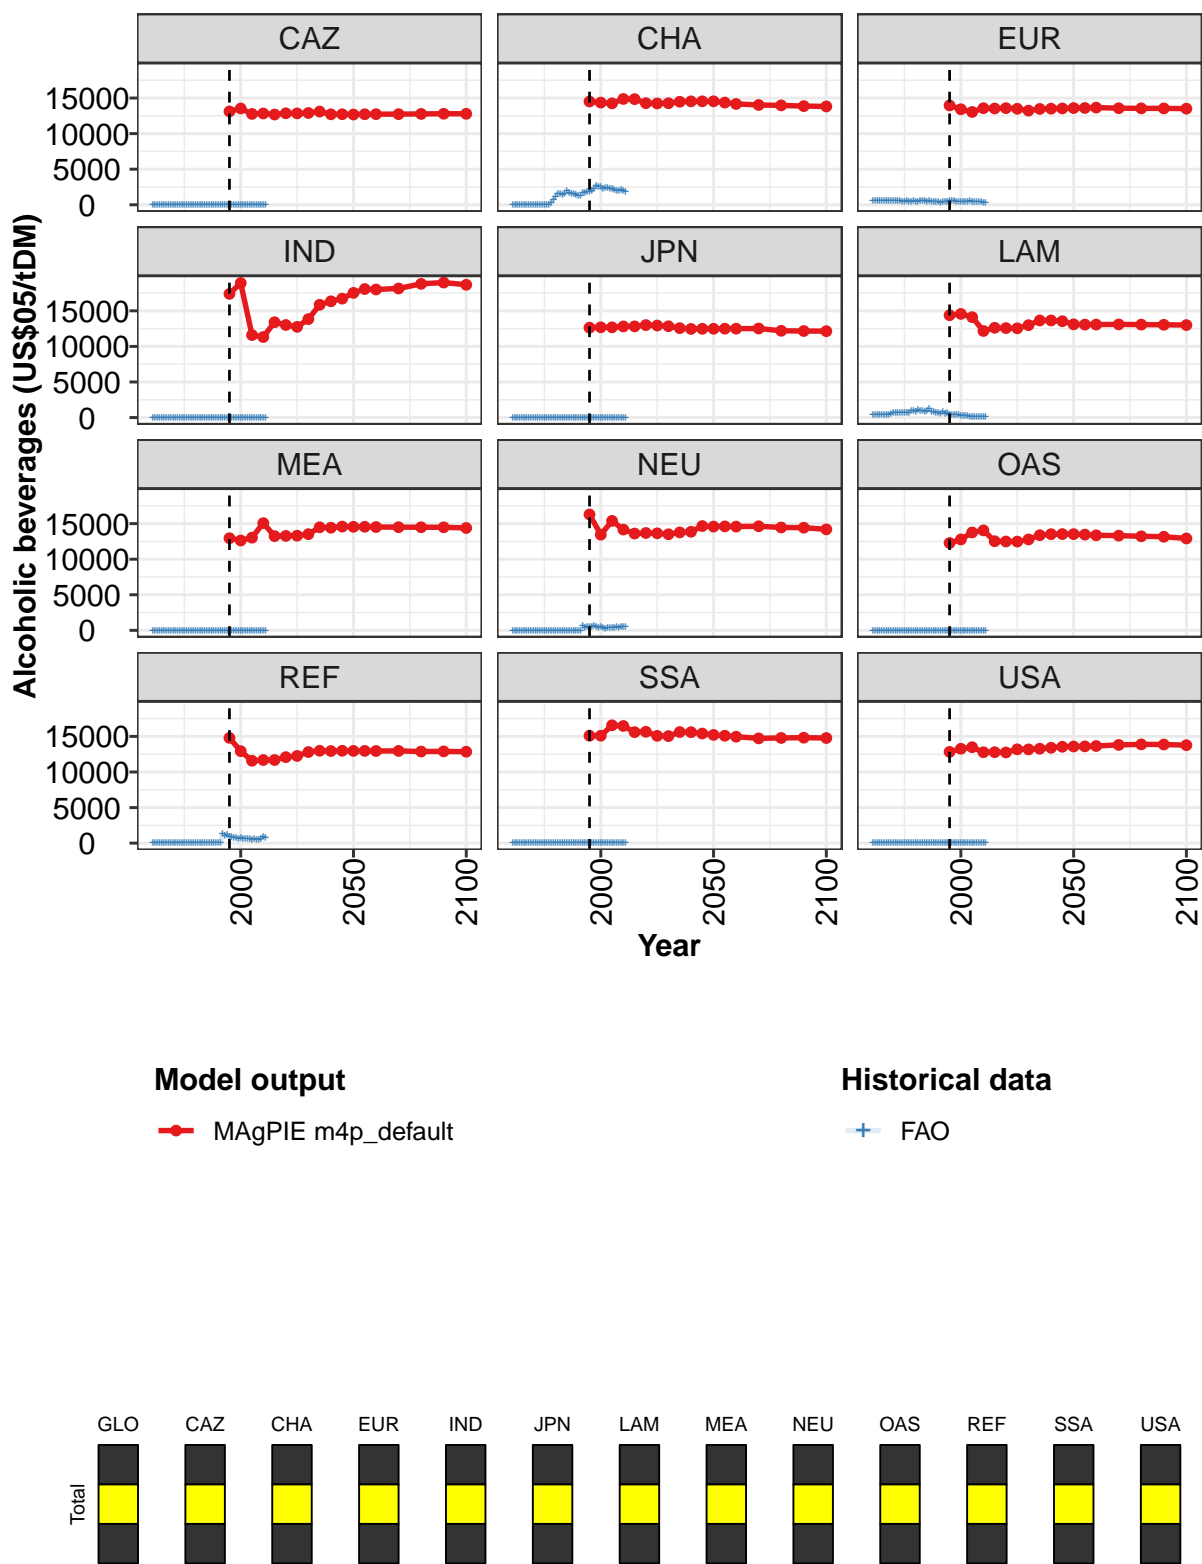 CAZ CHA EUR
15000
10000
5000
0
IND JPN LAM
15000
10000
5000
0
MEA NEU OAS
15000
10000
5000
0
REF SSA USA
15000
10000
5000
0
2000 2050 2100 2000 2050 2100 2000 2050 2100
Alcoholic beverages (US$05/tDM)
Year
Model output Historical data
MAgPIE m4p_default FAO
GLO CAZ CHA EUR IND JPN LAM MEA NEU OAS REF SSA USA
Total